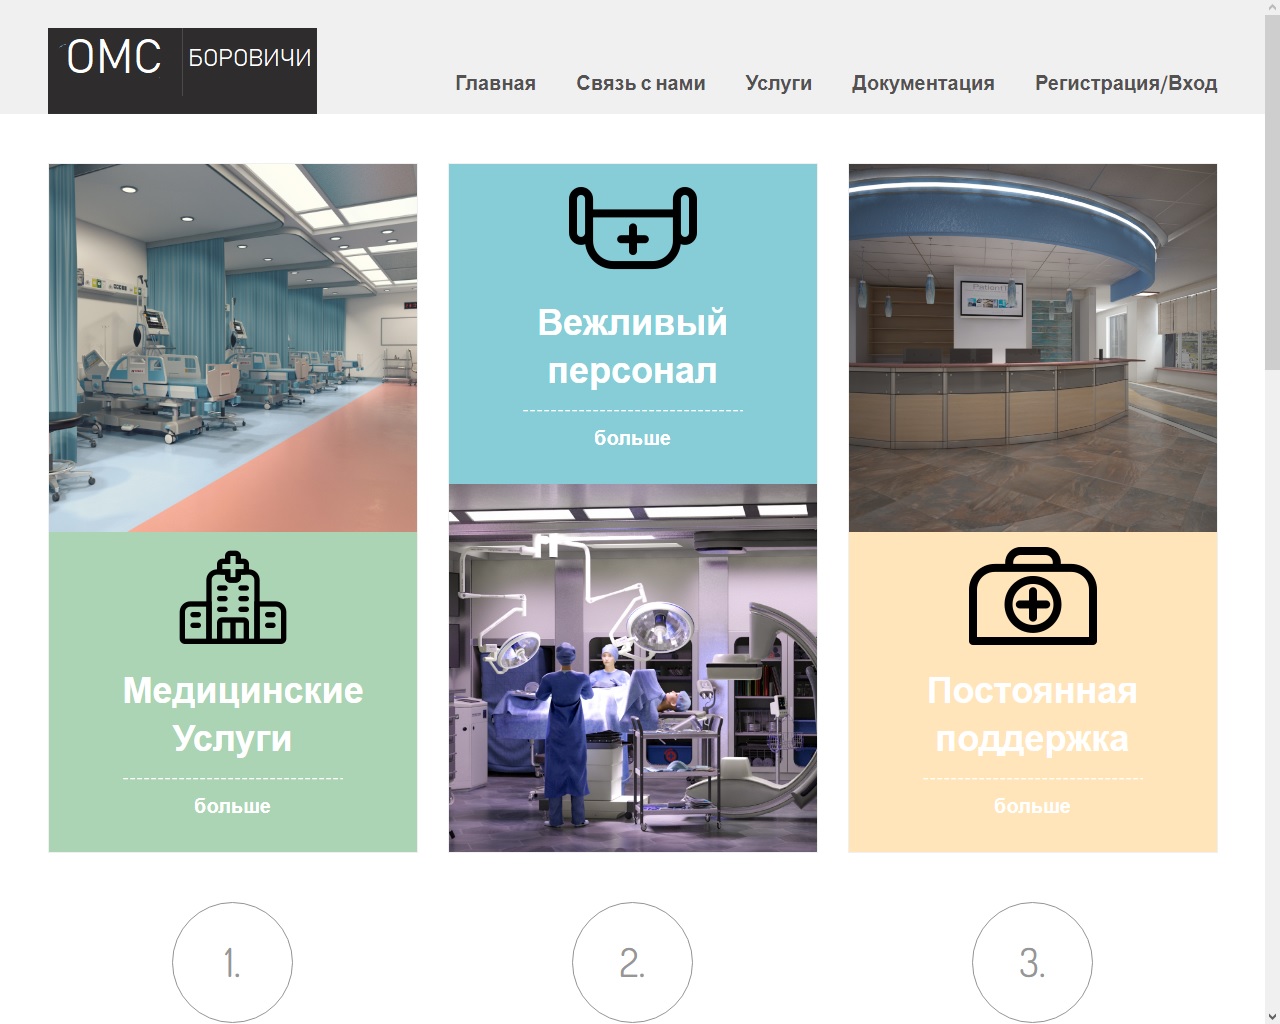 ОМС БОРОВИЧИ
Главная Связь с нами Услуги Документация Регистрация/Вход
Вежливый
персонал
больше
Медицинские
Услуги
больше
Постоянная
поддержка
больше
1. 2. 3.